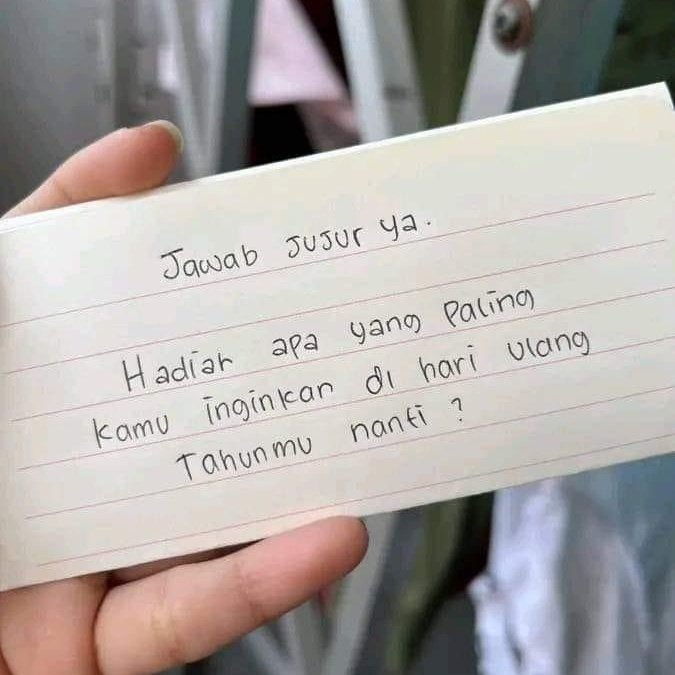 Jawab jujur ya.
Hadiah apa yang Paling
kamu inginkan di hari ulang
Tahunmu nanti ?